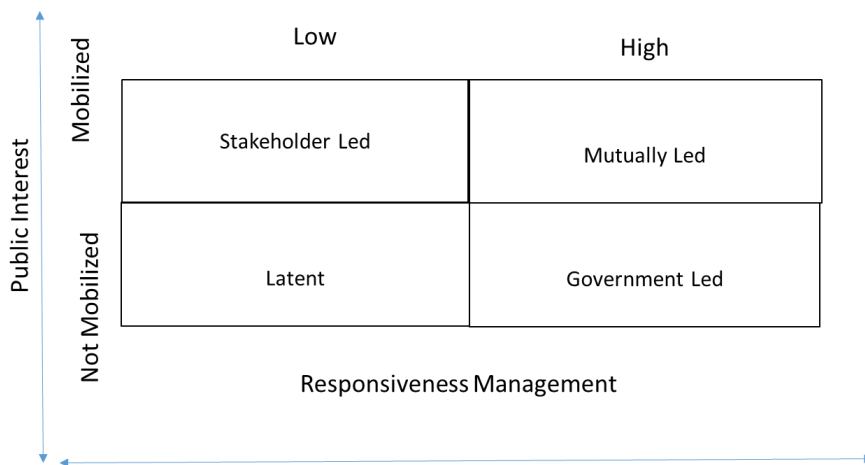 Low
High
Public Interest
Mobilized
Stakeholder Led
Mutually Led
Not Mobilized
Latent
Government Led
Responsiveness Management